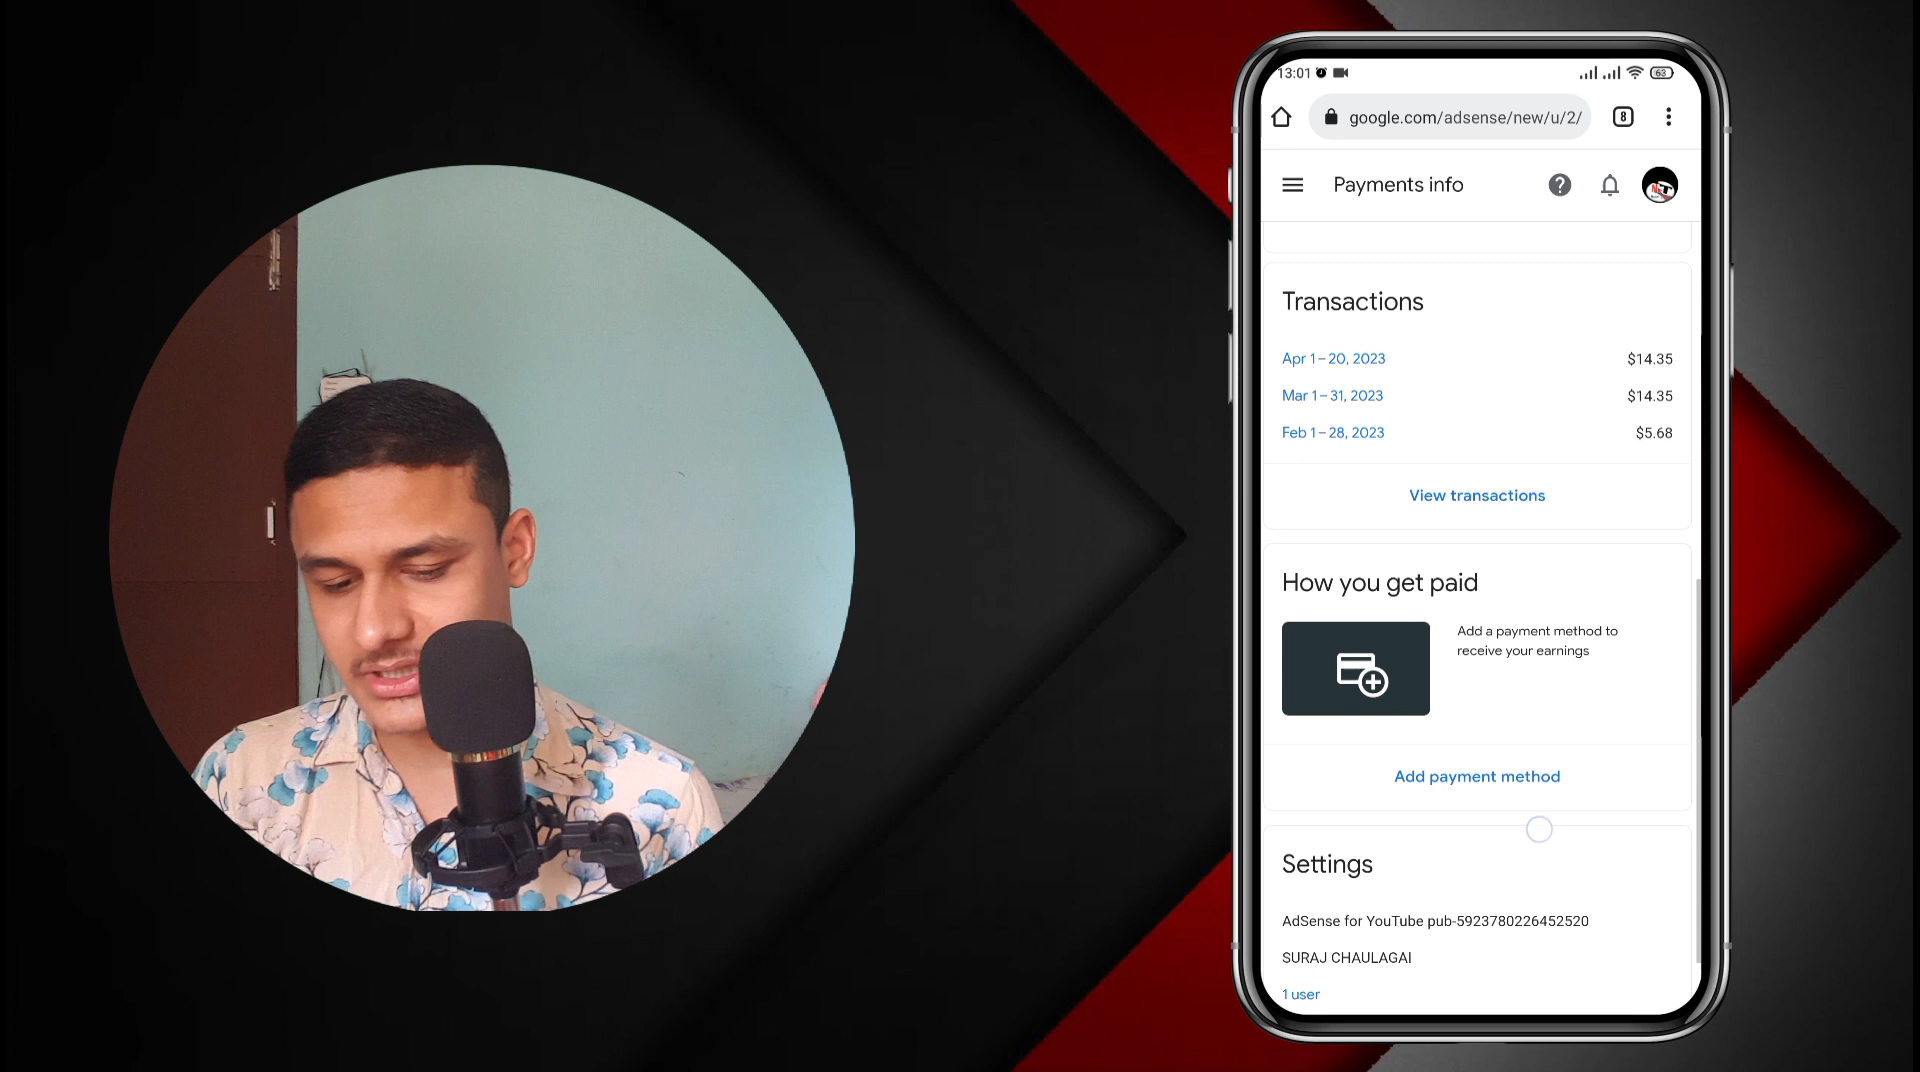 13:01
63
google.com/adsense/new/u/2/
8
Payments info
Transactions
Apr 1 – 20, 2023 $14.35
Mar 1 – 31, 2023 $14.35
Feb 1 – 28, 2023 $5.68
View transactions
How you get paid
Add a payment method to
receive your earnings
Add payment method
Settings
AdSense for YouTube pub-5923780226452520
SURAJ CHAULAGAI
1 user